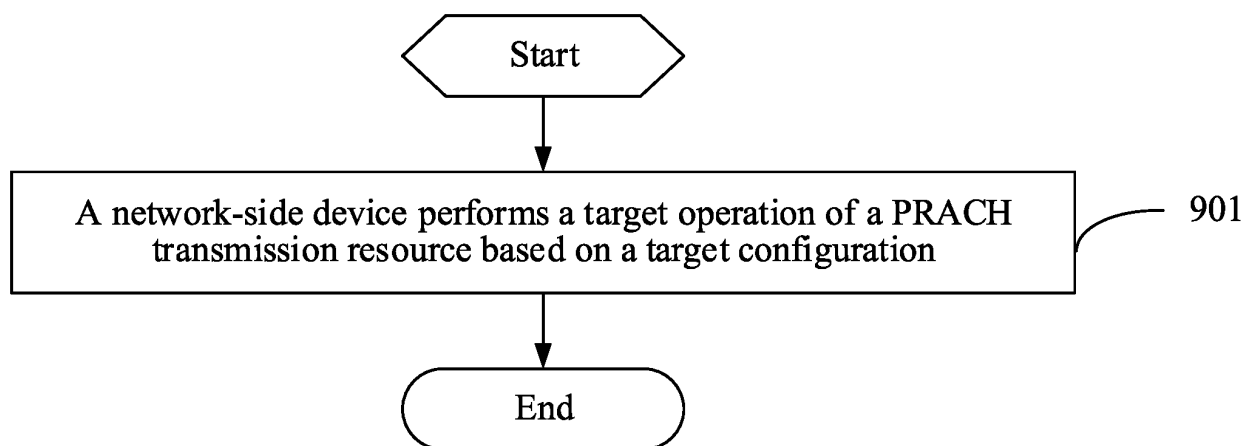 Start
A network-side device performs a target operation of a PRACH
transmission resource based on a target configuration
901
End